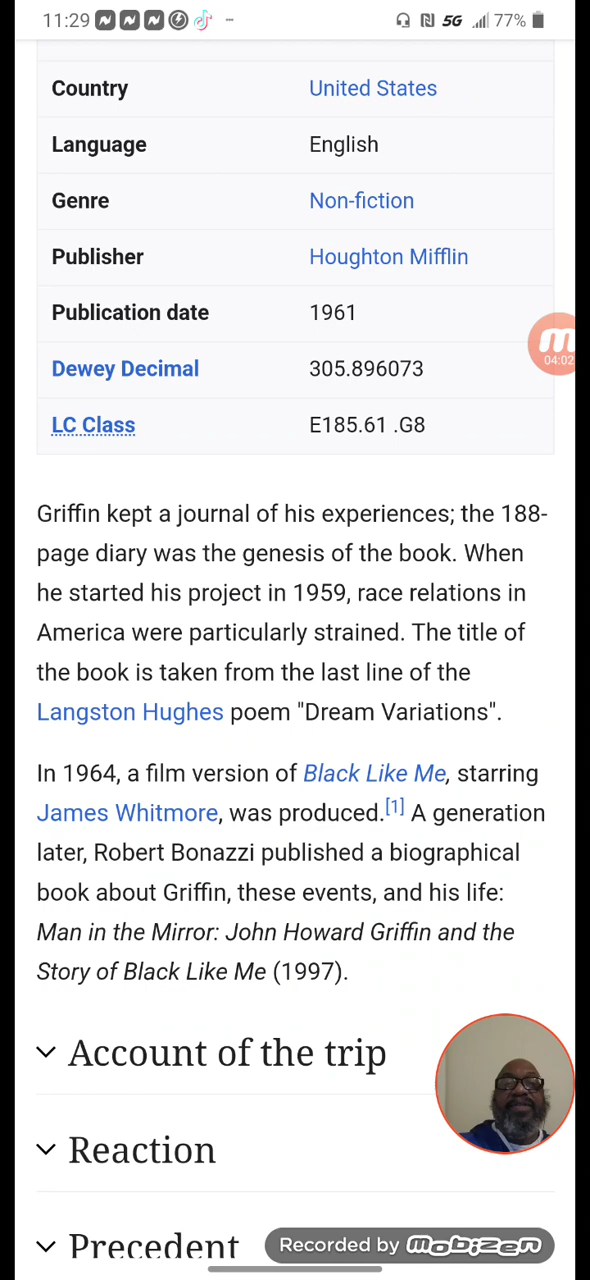 11:29 5G 77%
Country United States
Language English
Genre Non-fiction
Publisher Houghton Mifflin
Publication date 1961
04:02
Dewey Decimal 305.896073
LC Class E185.61 .G8
Griffin kept a journal of his experiences; the 188-
page diary was the genesis of the book. When
he started his project in 1959, race relations in
America were particularly strained. The title of
the book is taken from the last line of the
Langston Hughes poem "Dream Variations".
In 1964, a film version of Black Like Me, starring
James Whitmore, was produced.[1] A generation
later, Robert Bonazzi published a biographical
book about Griffin, these events, and his life:
Man in the Mirror: John Howard Griffin and the
Story of Black Like Me (1997).
Account of the trip
Reaction
Precedent
Recorded by mobizen